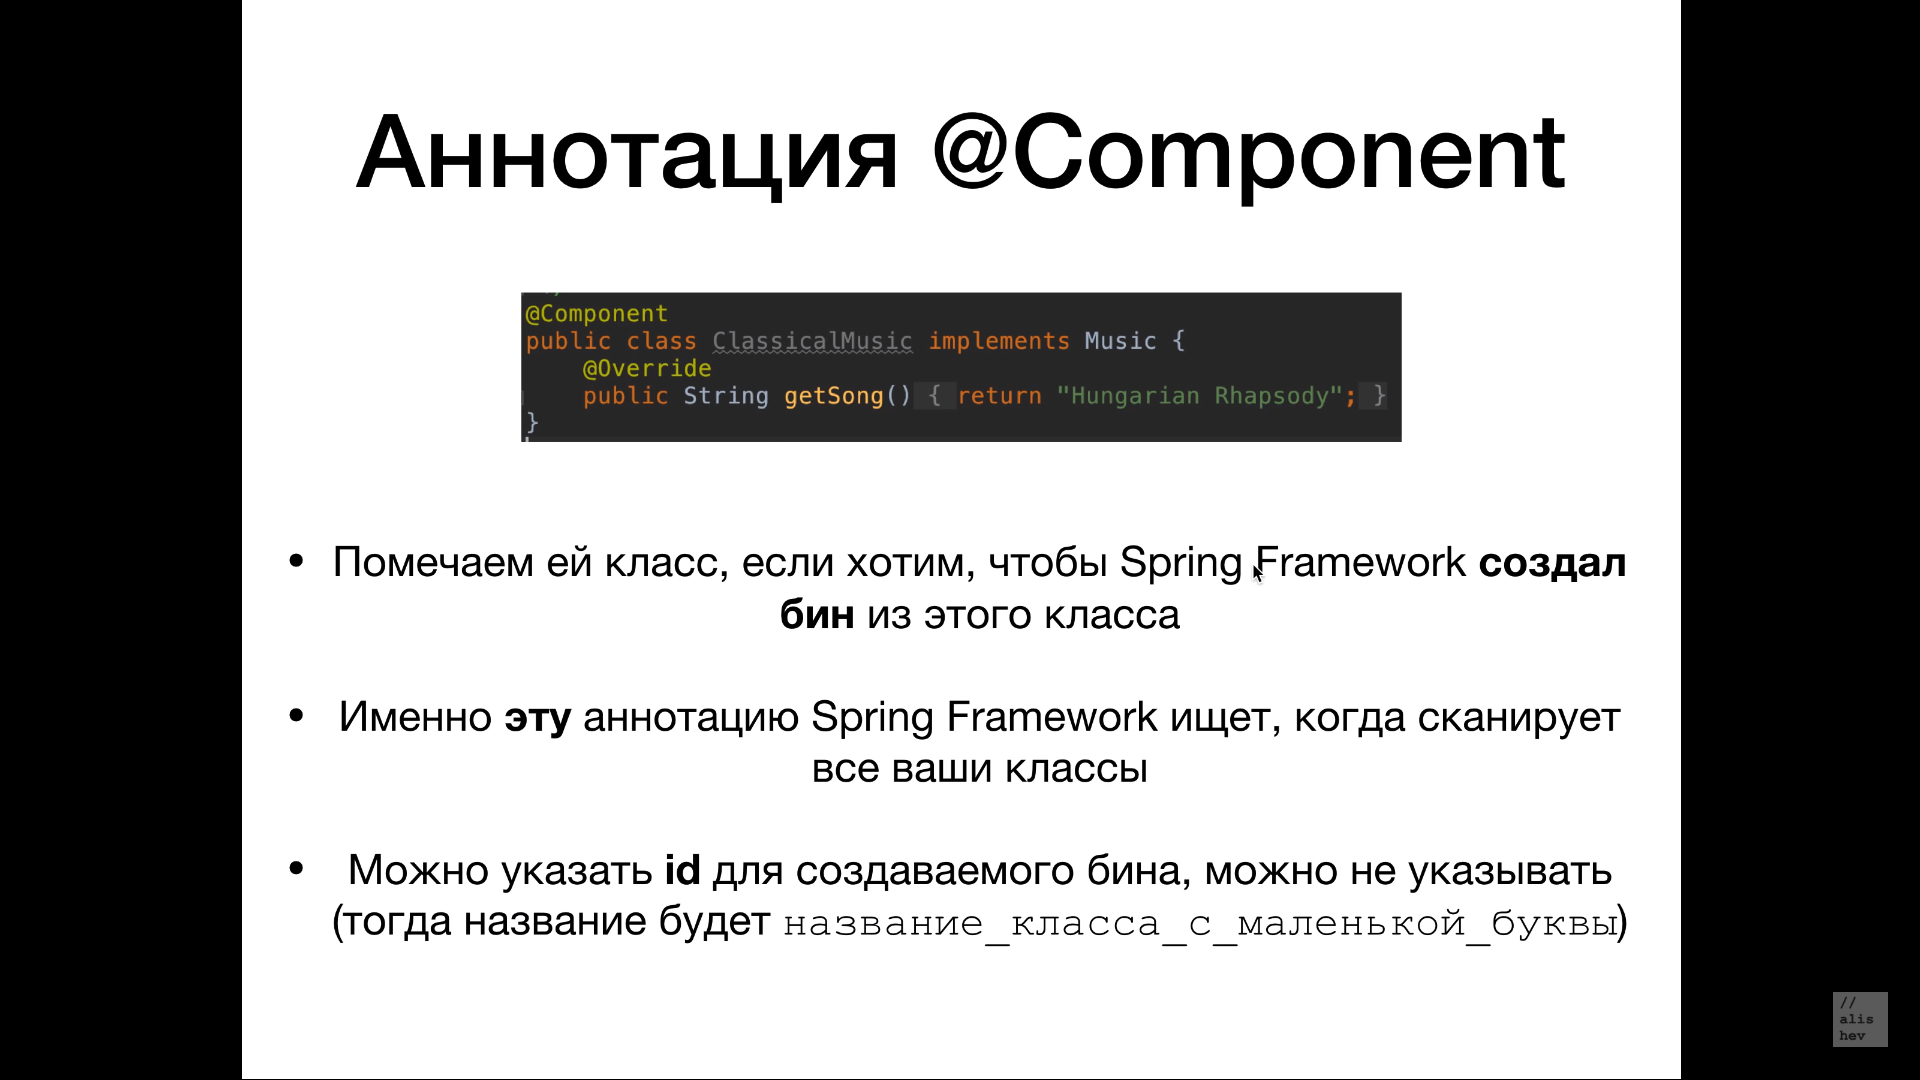 Аннотация @Component
@Component
public class ClassicalMusic implements Music {
@Override
public String getSong() { return "Hungarian Rhapsody"; }
}
• Помечаем ей класс, если хотим, чтобы Spring Framework создал
бин из этого класса
• Именно эту аннотацию Spring Framework ищет, когда сканирует
все ваши классы
• Можно указать id для создаваемого бина, можно не указывать
(тогда название будет название_класса_с_маленькой_буквы)
//
alis
hev